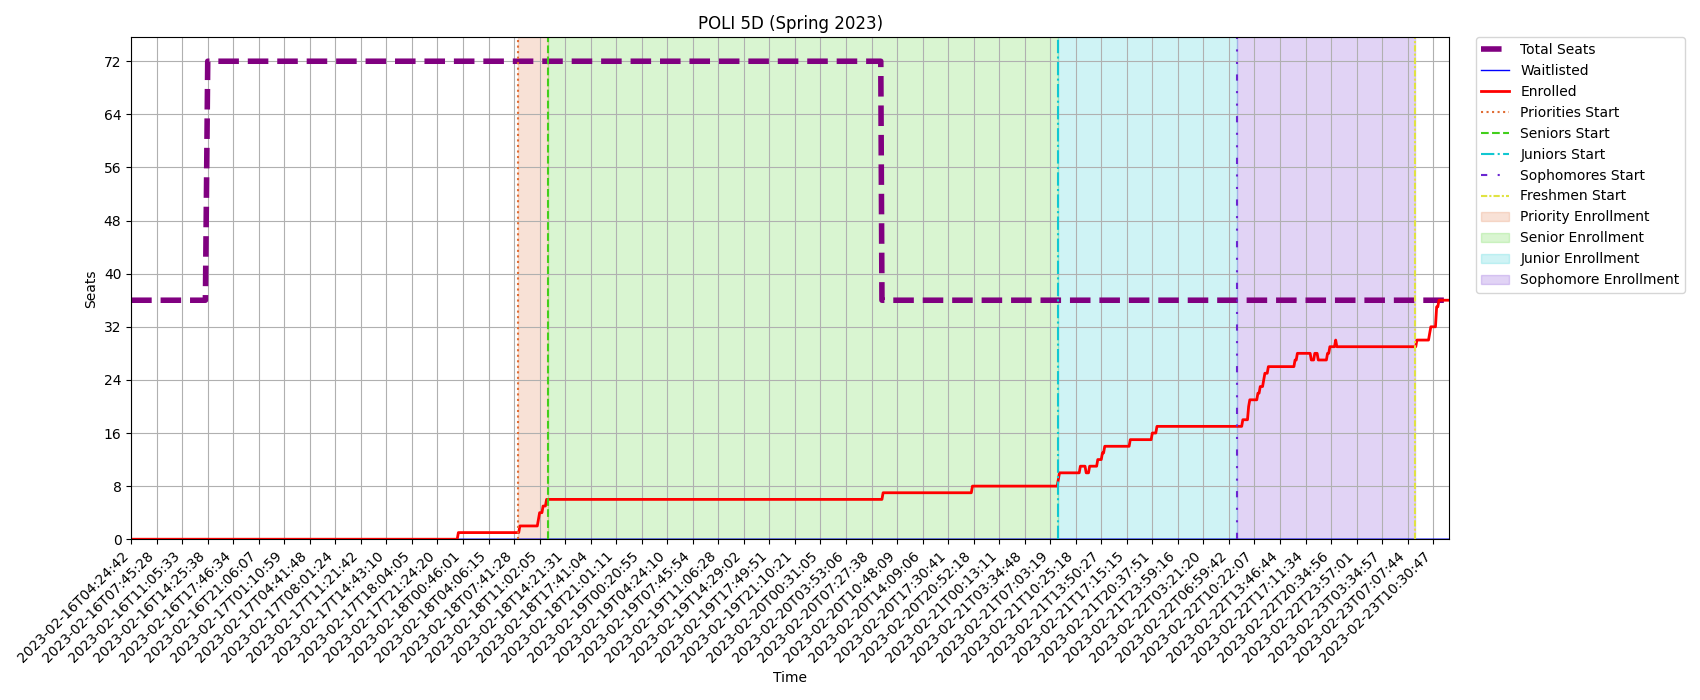 POLI 5D (Spring 2023)
Total Seats
Waitlisted
Enrolled
Priorities Start
Seniors Start
Juniors Start
Sophomores Start
Freshmen Start
Priority Enrollment
Senior Enrollment
Junior Enrollment
Sophomore Enrollment
Seats
72
64
56
48
40
32
24
16
8
0
2023-02-16T04:24:42
2023-02-16T07:45:28
2023-02-16T11:05:33
2023-02-16T14:25:38
2023-02-16T17:46:34
2023-02-16T21:06:07
2023-02-17T01:10:59
2023-02-17T04:41:48
2023-02-17T08:01:24
2023-02-17T11:21:42
2023-02-17T14:43:10
2023-02-17T18:04:05
2023-02-17T21:24:20
2023-02-18T00:46:01
2023-02-18T04:06:15
2023-02-18T07:41:28
2023-02-18T11:02:05
2023-02-18T14:21:31
2023-02-18T17:41:04
2023-02-18T21:01:11
2023-02-19T00:20:55
2023-02-19T04:24:10
2023-02-19T07:45:54
2023-02-19T11:06:28
2023-02-19T14:29:02
2023-02-19T17:49:51
2023-02-19T21:10:21
2023-02-20T00:31:05
2023-02-20T03:53:06
2023-02-20T07:27:38
2023-02-20T10:48:09
2023-02-20T14:09:06
2023-02-20T17:30:41
2023-02-20T20:52:18
2023-02-21T00:13:11
2023-02-21T03:34:48
2023-02-21T07:03:19
2023-02-21T10:25:18
2023-02-21T13:50:27
2023-02-21T17:15:15
2023-02-21T20:37:51
2023-02-21T23:59:16
2023-02-22T03:21:20
2023-02-22T06:59:42
2023-02-22T10:22:07
2023-02-22T13:46:44
2023-02-22T17:11:34
2023-02-22T20:34:56
2023-02-22T23:57:01
2023-02-23T03:34:57
2023-02-23T07:07:44
2023-02-23T10:30:47
Time